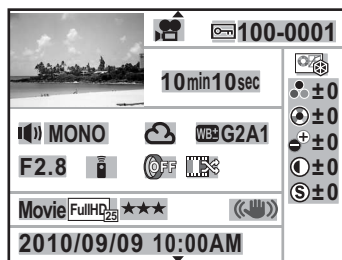 100-0001
10min10sec
MONO WB± G2A1
F2.8 OFF
Movie FullHD 25 ★★★
2010/09/09 10:00AM
±0
±0
±0
±0
S ±0